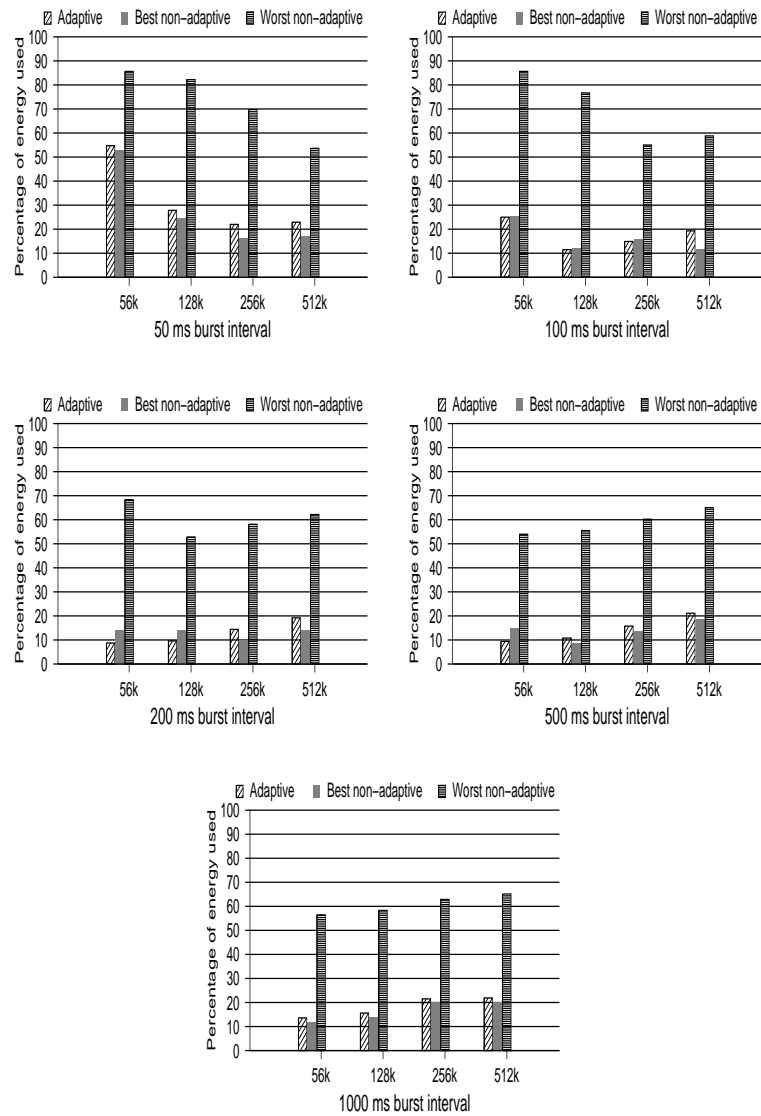 Adaptive Best non-adaptive Worst non-adaptive
Percentage of energy used
100
90
80
70
60
50
40
30
20
10
0
56k 128k 256k 512k
50 ms burst interval
Adaptive Best non-adaptive Worst non-adaptive
Percentage of energy used
100
90
80
70
60
50
40
30
20
10
0
56k 128k 256k 512k
100 ms burst interval
Adaptive Best non-adaptive Worst non-adaptive
Percentage of energy used
100
90
80
70
60
50
40
30
20
10
0
56k 128k 256k 512k
200 ms burst interval
Adaptive Best non-adaptive Worst non-adaptive
Percentage of energy used
100
90
80
70
60
50
40
30
20
10
0
56k 128k 256k 512k
500 ms burst interval
Adaptive Best non-adaptive Worst non-adaptive
Percentage of energy used
100
90
80
70
60
50
40
30
20
10
0
56k 128k 256k 512k
1000 ms burst interval